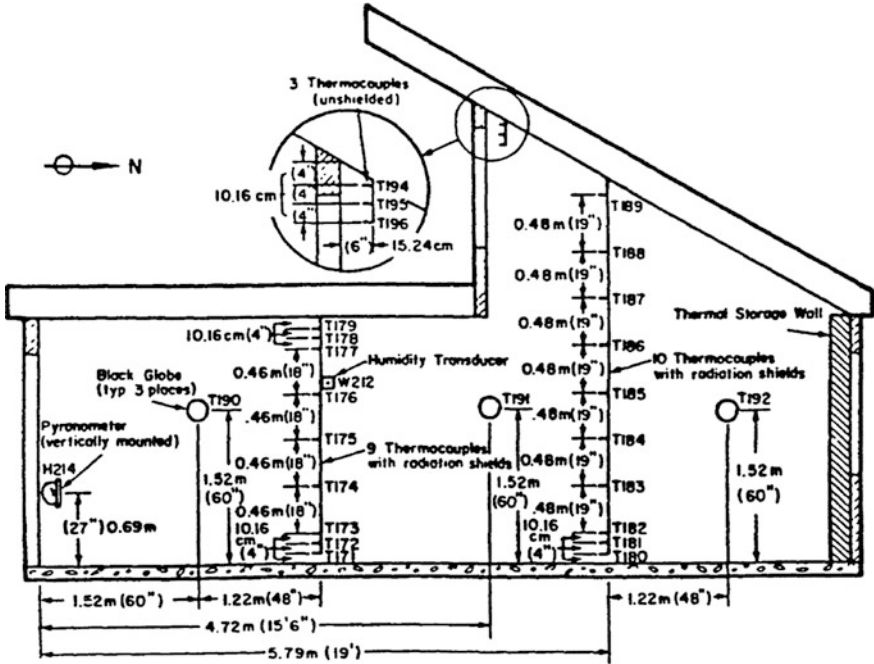 3 Thermocouples
(unshielded)
N
(4"
10.16 cm
(4
(4"
T194
T195
T196
(6")
15.24cm
T189
0.48m(19")
T188
0.48m(19")
T187
0.48m(19")
T186
0.48m(19")
T185
.48m(19")
T184
0.48m(19")
T183
.48m(19")
T182
T181
T180
10.16
cm
(4")
Thermal Storage Wall
10 Thermocouples
with radiation shields
T179
T178
T177
10.16cm(4")
0.46m(18")
Humidity Transducer
W212
T176
.46m(18")
T175
0.46m(18")
9 Thermocouples
with radiation shields
T174
0.46m(18")
T173
T172
T171
10.16
cm
(4")
Black Globe
(typ 3 places)
T190
T191
T192
Pyronometer
(vertically mounted)
H214
(27") 0.69m
1.52m
(60")
1.52m
(60")
1.52m
(60")
1.52m(60")
1.22m(48")
1.22m(48")
4.72m (15'6")
5.79m (19')